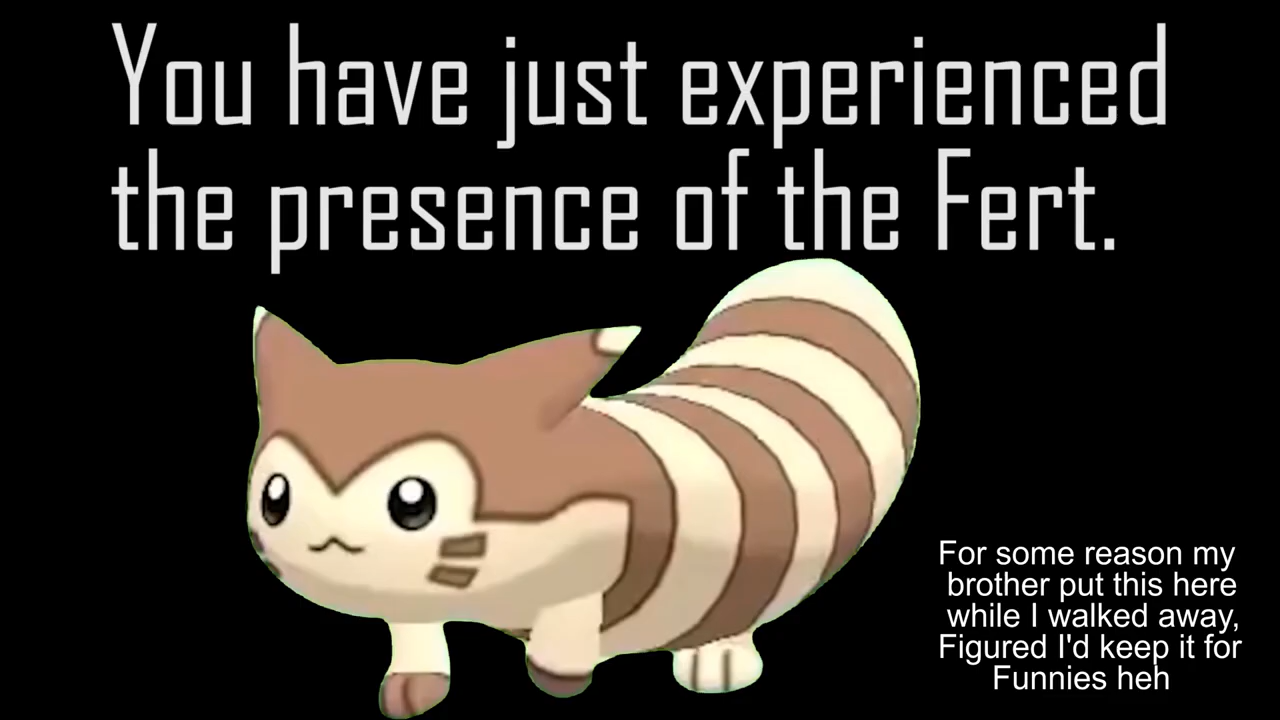 You have just experienced
the presence of the Fert.
For some reason my
brother put this here
while I walked away,
Figured I'd keep it for
Funnies heh